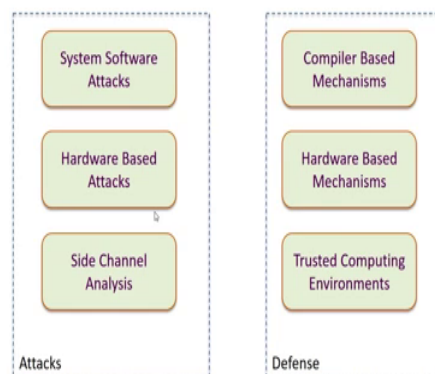 System Software
Attacks
Hardware Based
Attacks
Side Channel
Analysis
Attacks
Compiler Based
Mechanisms
Hardware Based
Mechanisms
Trusted Computing
Environments
Defense